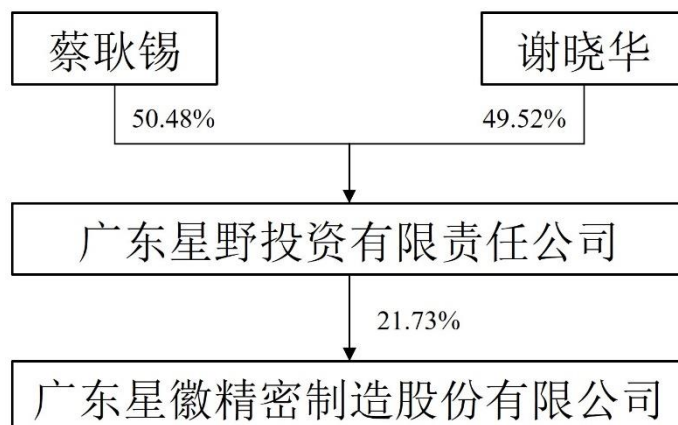 蔡耿锡
谢晓华
50.48%
49.52%
广东星野投资有限责任公司
21.73%
广东星徽精密制造股份有限公司